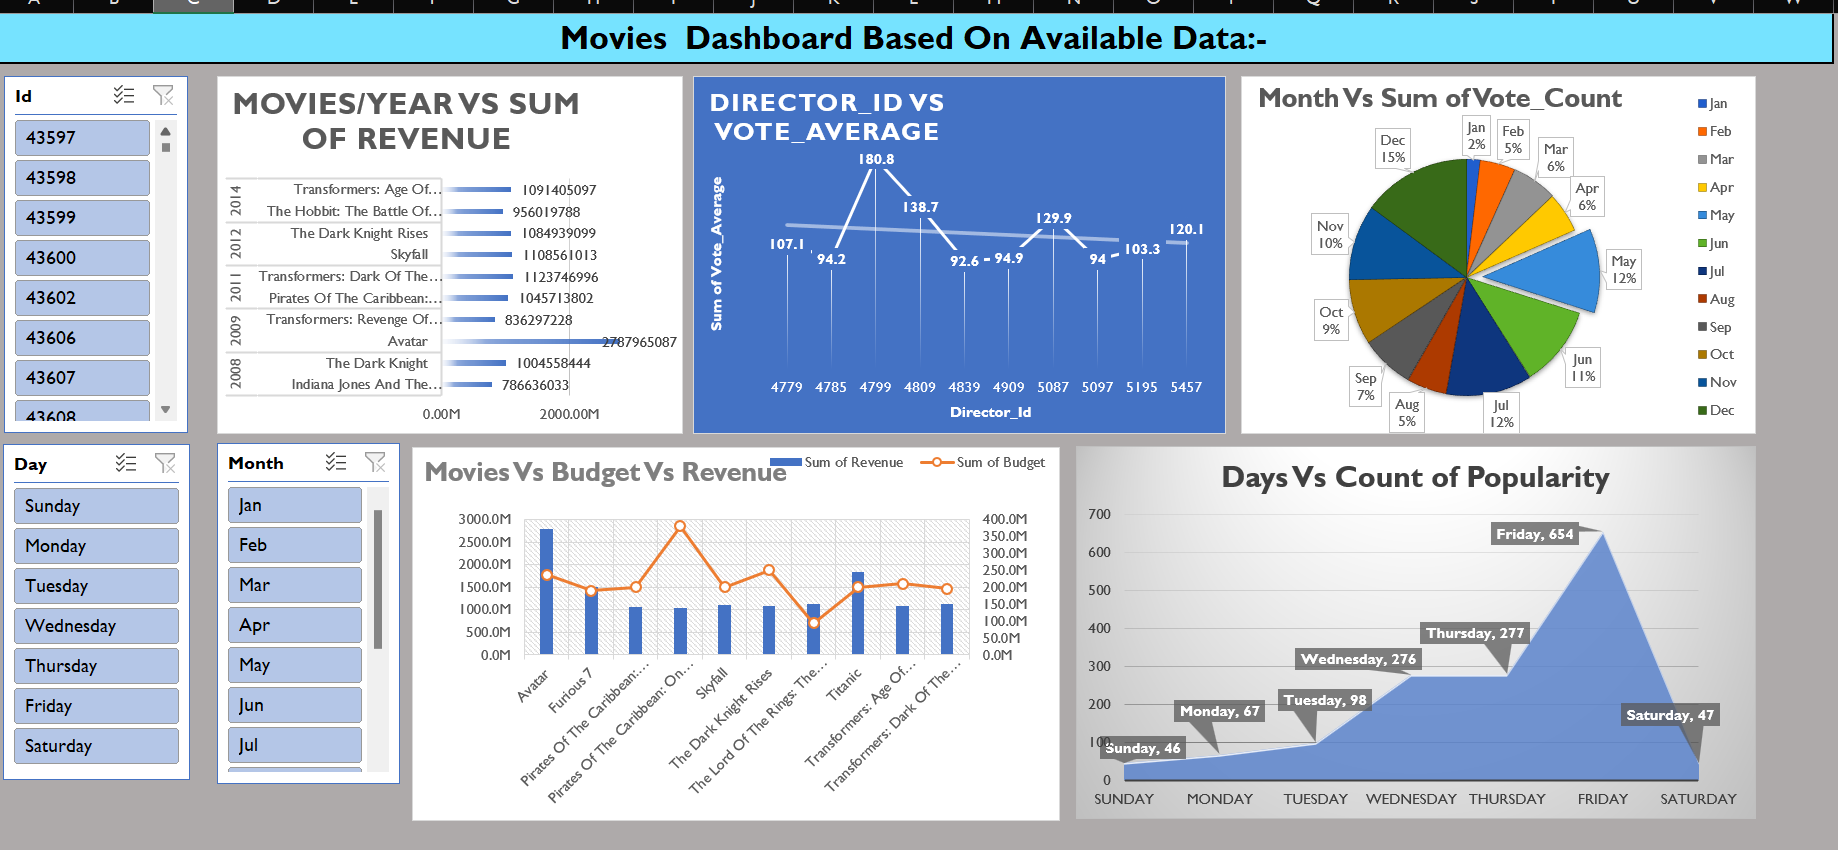 Movies  Dashboard Based On Available Data:-
Id
43597
43598
43599
43600
43602
43606
43607
43608
MOVIES/YEAR VS SUM
OF REVENUE
2014
Transformers: Age Of... 1091405097
The Hobbit: The Battle Of... 956019788
2012
The Dark Knight Rises 1084939099
Skyfall 1108561013
2011
Transformers: Dark Of The... 1123746996
Pirates Of The Caribbean:... 1045713802
2009
Transformers: Revenge Of... 836297228
Avatar 2787965087
2008
The Dark Knight 1004558444
Indiana Jones And The... 786636033
0.00M 2000.00M
DIRECTOR_ID VS
VOTE_AVERAGE
Sum of Vote_Average
107.1 94.2 180.8 138.7 92.6 94.9 129.9 94 103.3 120.1
4779 4785 4799 4809 4839 4909 5087 5097 5195 5457
Director_Id
Month Vs Sum of Vote_Count
Jan
2%
Feb
5%
Mar
6%
Apr
6%
May
12%
Jun
11%
Jul
12%
Aug
5%
Sep
7%
Oct
9%
Nov
10%
Dec
15%
Jan
Feb
Mar
Apr
May
Jun
Jul
Aug
Sep
Oct
Nov
Dec
Day
Sunday
Monday
Tuesday
Wednesday
Thursday
Friday
Saturday
Month
Jan
Feb
Mar
Apr
May
Jun
Jul
Movies Vs Budget Vs Revenue
Sum of Revenue Sum of Budget
3000.0M
2500.0M
2000.0M
1500.0M
1000.0M
500.0M
0.0M
400.0M
350.0M
300.0M
250.0M
200.0M
150.0M
100.0M
50.0M
0.0M
Avatar
Furious 7
Pirates Of The Caribbean:...
Pirates Of The Caribbean: On...
Skyfall
The Dark Knight Rises
The Lord Of The Rings: The...
Titanic
Transformers: Age Of...
Transformers: Dark Of The...
Days Vs Count of Popularity
700
600
500
400
300
200
100
0
Sunday, 46
Monday, 67
Tuesday, 98
Wednesday, 276
Thursday, 277
Friday, 654
Saturday, 47
SUNDAY MONDAY TUESDAY WEDNESDAY THURSDAY FRIDAY SATURDAY